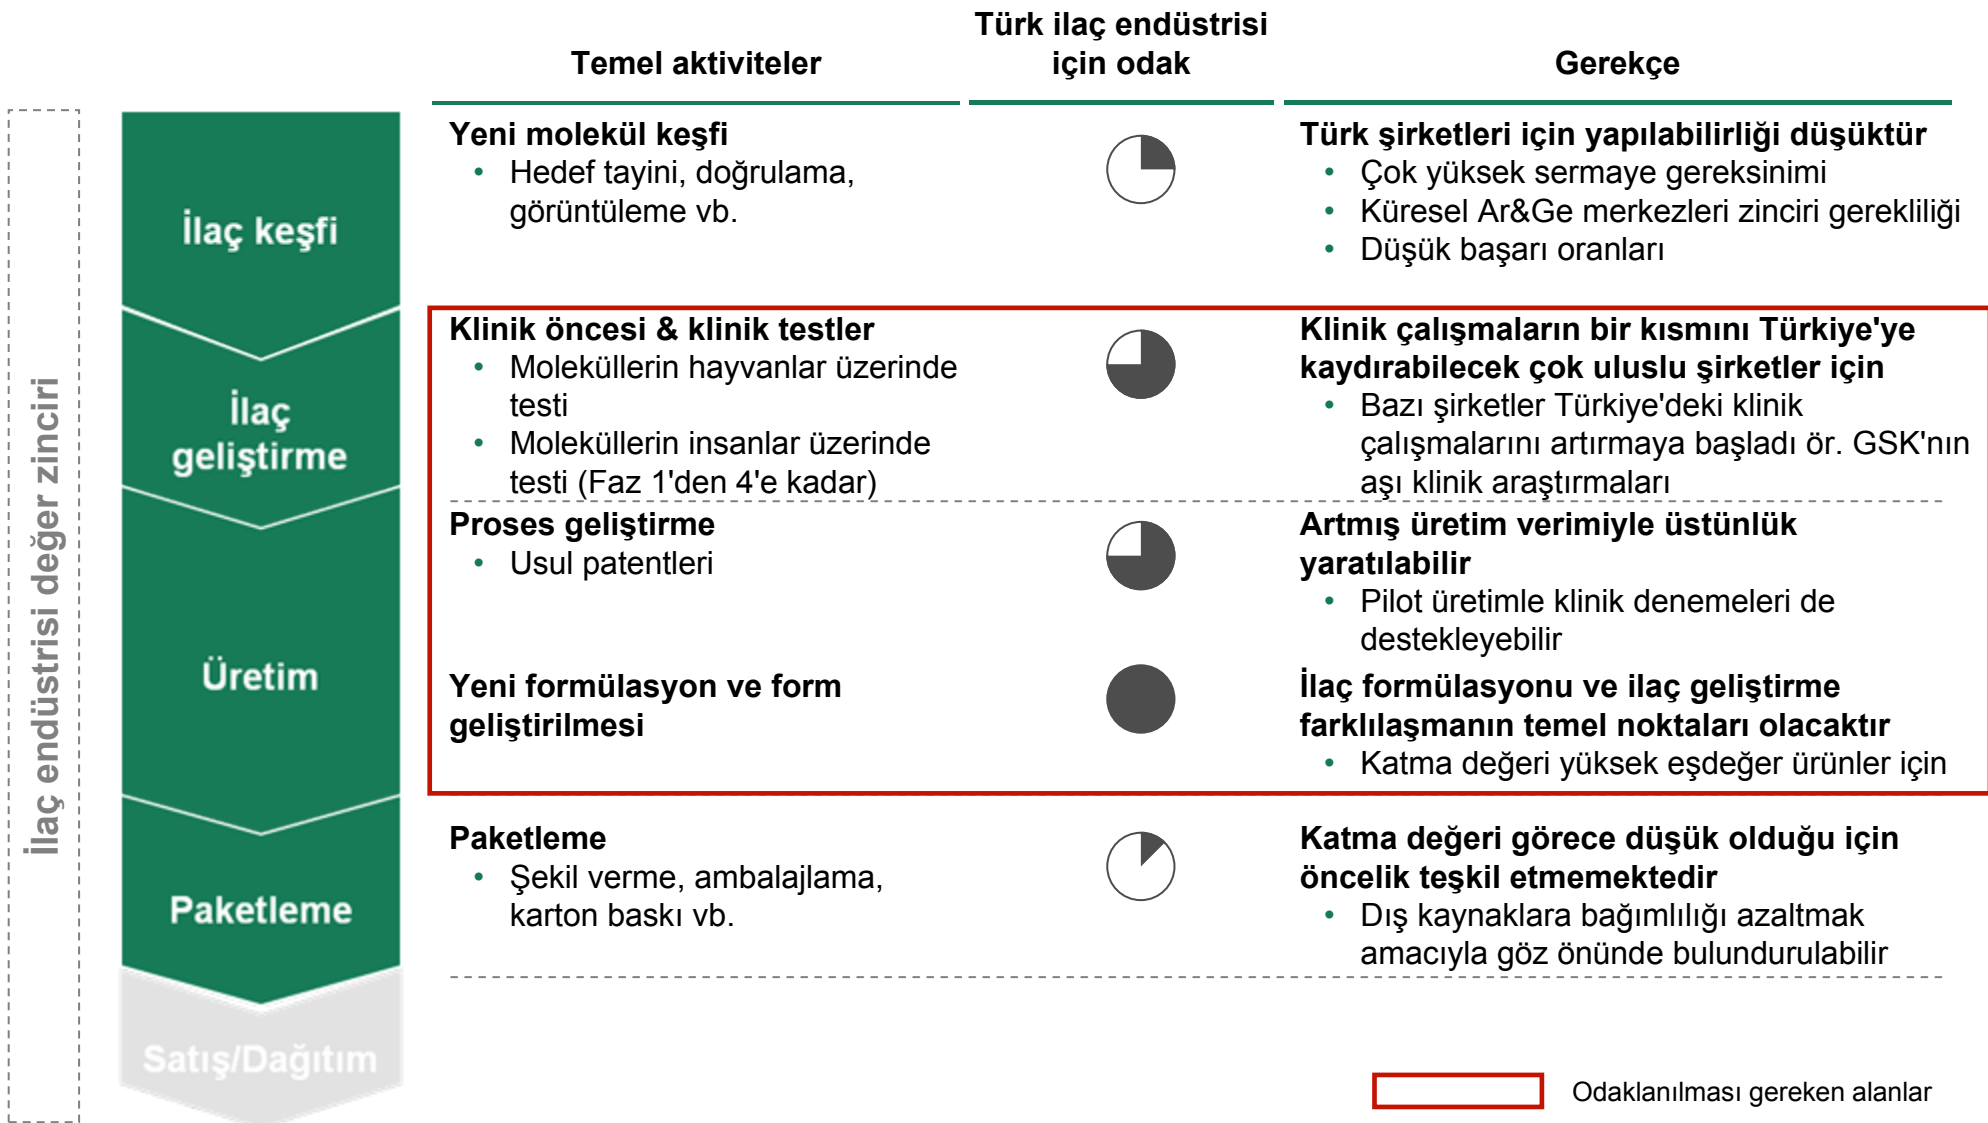 Temel aktiviteler
Türk ilaç endüstrisi
için odak
Gerekçe
İlaç endüstrisi değer zinciri
İlaç keşfi
Yeni molekül keşfi
• Hedef tayini, doğrulama,
görüntüleme vb.
Türk şirketleri için yapılabilirliği düşüktür
• Çok yüksek sermaye gereksinimi
• Küresel Ar&Ge merkezleri zinciri gerekliliği
• Düşük başarı oranları
İlaç
geliştirme
Klinik öncesi & klinik testler
• Moleküllerin hayvanlar üzerinde
testi
• Moleküllerin insanlar üzerinde
testi (Faz 1'den 4'e kadar)
Klinik çalışmaların bir kısmını Türkiye'ye
kaydırabilecek çok uluslu şirketler için
• Bazı şirketler Türkiye'deki klinik
çalışmalarını artırmaya başladı ör. GSK'nın
aşı klinik araştırmaları
Üretim
Proses geliştirme
• Usul patentleri
Artmış üretim verimiyle üstünlük
yaratılabilir
• Pilot üretimle klinik denemeleri de
destekleyebilir
Yeni formülasyon ve form
geliştirilmesi
İlaç formülasyonu ve ilaç geliştirme
farklılaşmanın temel noktaları olacaktır
• Katma değeri yüksek eşdeğer ürünler için
Paketleme
Paketleme
• Şekil verme, ambalajlama,
karton baskı vb.
Katma değeri görece düşük olduğu için
öncelik teşkil etmemektedir
• Dış kaynaklara bağımlılığı azaltmak
amacıyla göz önünde bulundurulabilir
Satış/Dağıtım
Odaklanılması gereken alanlar